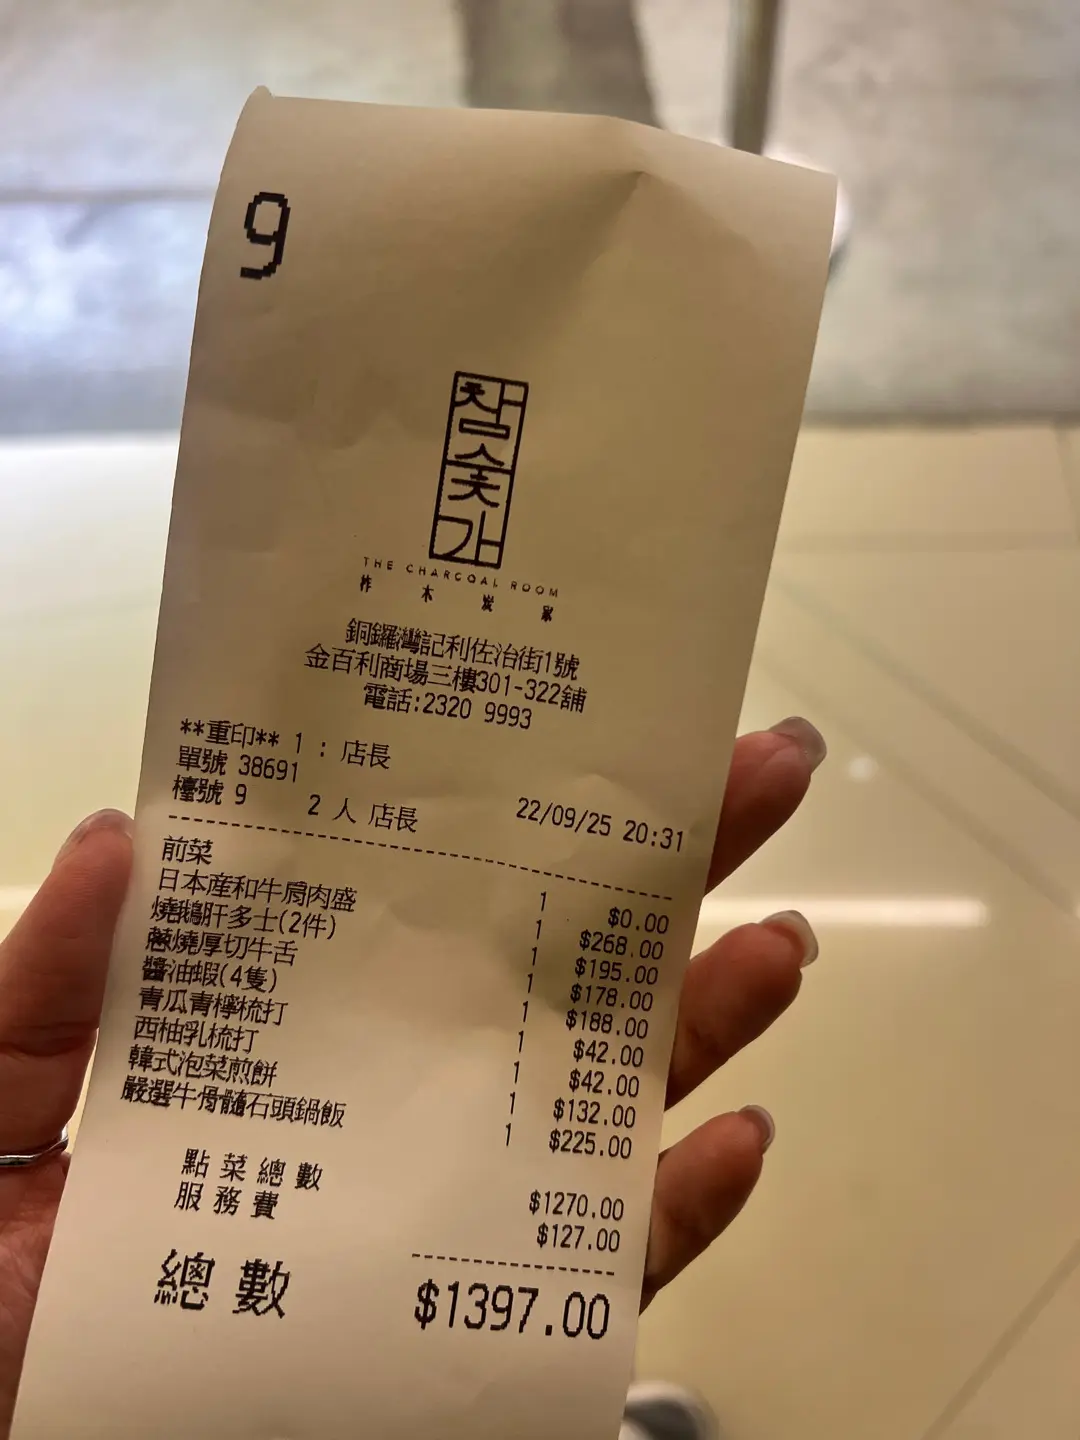 9
참숯가
THE CHARCOAL ROOM
柞木炭家
銅鑼灣記利佐治街1號
金百利商場三樓301-322舖
電話:2320 9993
**重印** 1 : 店長
單號 38691
檯號 9 2 人 店長 22/09/25 20:31
前菜 1 $0.00
日本産和牛肩肉盛 1 $268.00
燒鵝肝多士(2件) 1 $195.00
蔥燒厚切牛舌 1 $178.00
醬油蝦(4隻) 1 $188.00
青瓜青檸梳打 1 $42.00
西柚乳梳打 1 $42.00
韓式泡菜煎餅 1 $132.00
嚴選牛骨髓石頭鍋飯 1 $225.00
點菜總數 $1270.00
服務費 $127.00
總數 $1397.00